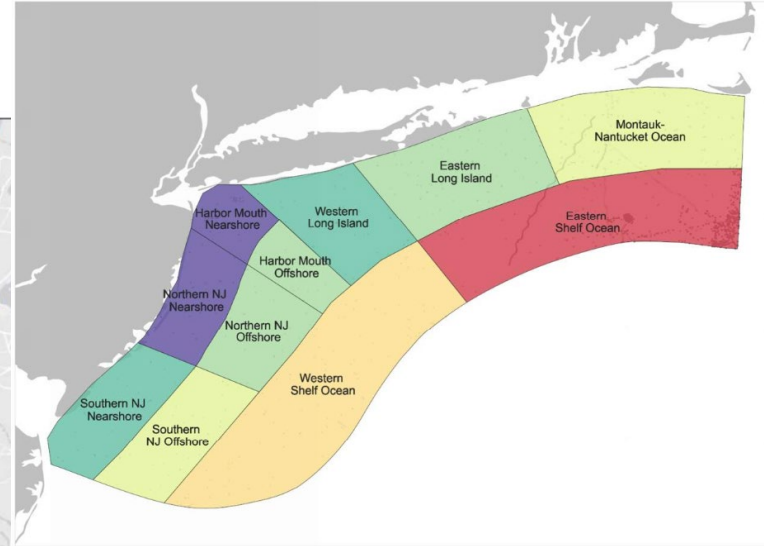 Montauk-
Nantucket Ocean
Eastern
Long Island
Eastern
Shelf Ocean
Western
Long Island
Harbor Mouth
Nearshore
Harbor Mouth
Offshore
Northern NJ
Nearshore
Northern NJ
Offshore
Western
Shelf Ocean
Southern NJ
Nearshore
Southern
NJ Offshore